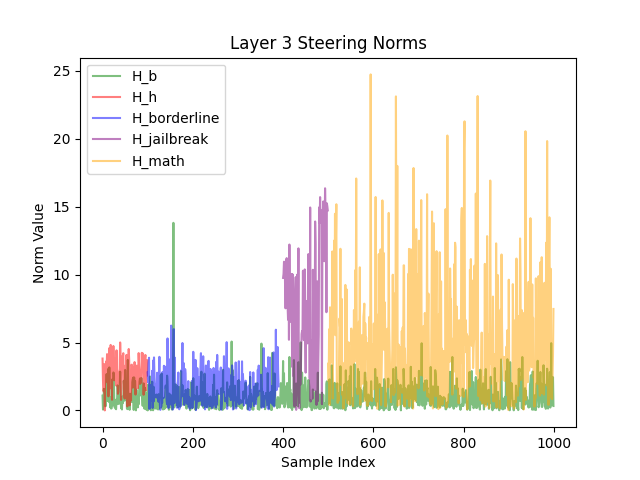 Layer 3 Steering Norms
25
20
15
10
5
0
Norm Value
H_b
H_h
H_borderline
H_jailbreak
H_math
0
200
400
600
800
1000
Sample Index